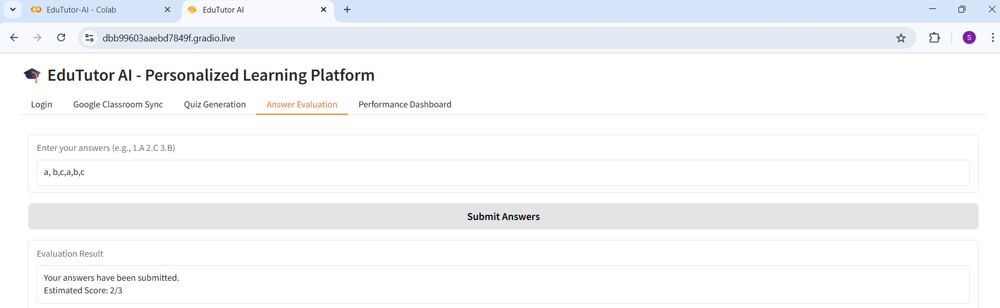 EduTutor-AI - Colab
EduTutor AI
dbb99603aaebd7849f.gradio.live
S
EduTutor AI - Personalized Learning Platform
Login Google Classroom Sync Quiz Generation Answer Evaluation Performance Dashboard
Enter your answers (e.g., 1.A 2.C 3.B)
a, b,c,a,b,c
Submit Answers
Evaluation Result
Your answers have been submitted.
Estimated Score: 2/3